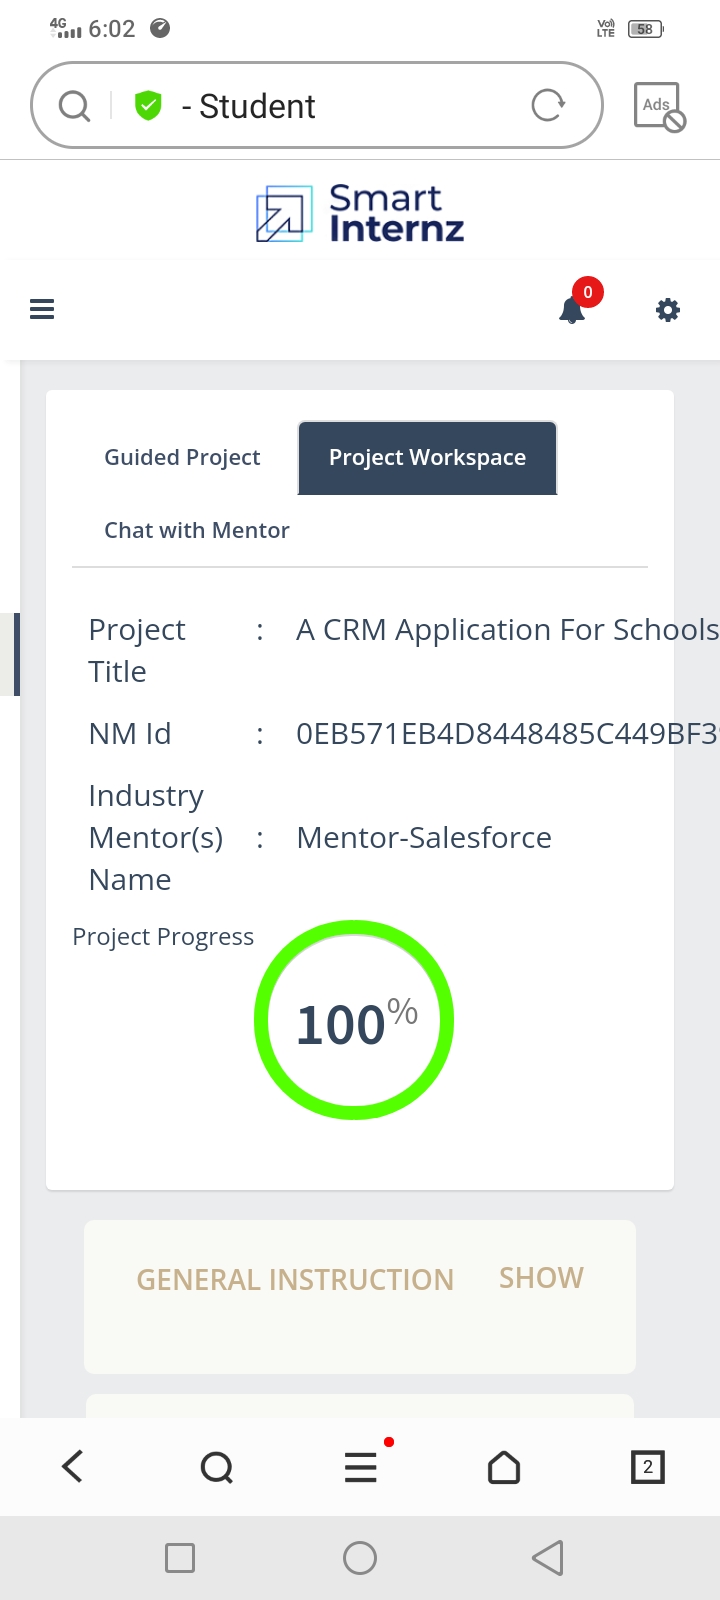 4G 6:02 Vo) LTE 58
- Student Ads
Smart
Internz
0
Guided Project Project Workspace
Chat with Mentor
Project Title : A CRM Application For Schools
NM Id : 0EB571EB4D8448485C449BF3
Industry
Mentor(s) : Mentor-Salesforce
Name
Project Progress
100%
GENERAL INSTRUCTION SHOW
2